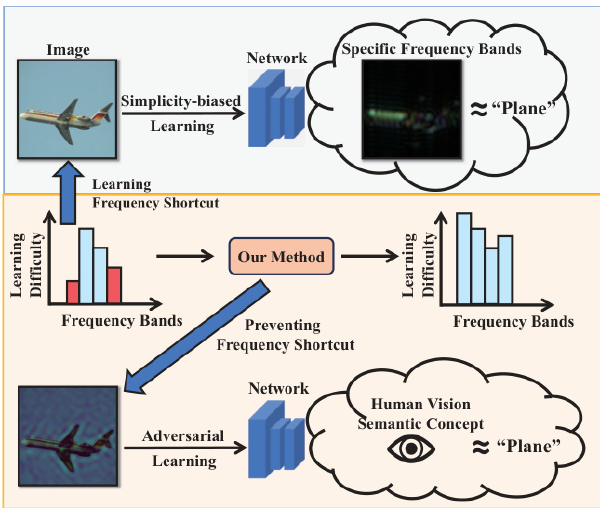 Image
Network
Specific Frequency Bands
Simplicity-biased
Learning
≈ “Plane”
Learning
Frequency Shortcut
Learning
Difficulty
Our Method
Learning
Difficulty
Frequency Bands
Frequency Bands
Preventing
Frequency Shortcut
Network
Human Vision
Semantic Concept
Adversarial
Learning
≈ “Plane”